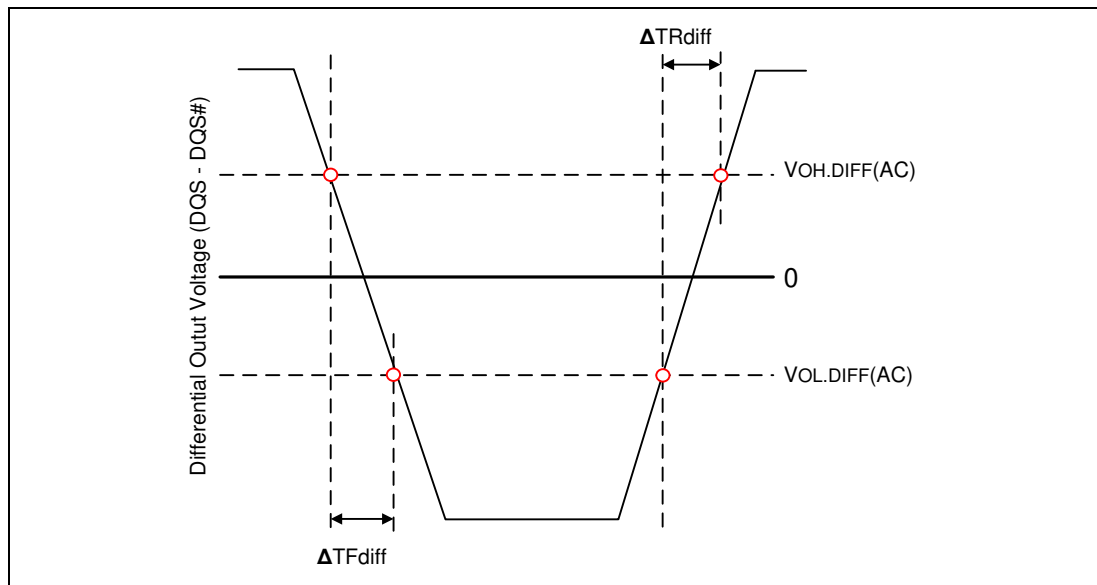 ΔTRdiff
Differential Outut Voltage (DQS - DQS#)
VOH.DIFF(AC)
0
VOL.DIFF(AC)
ΔTFdiff